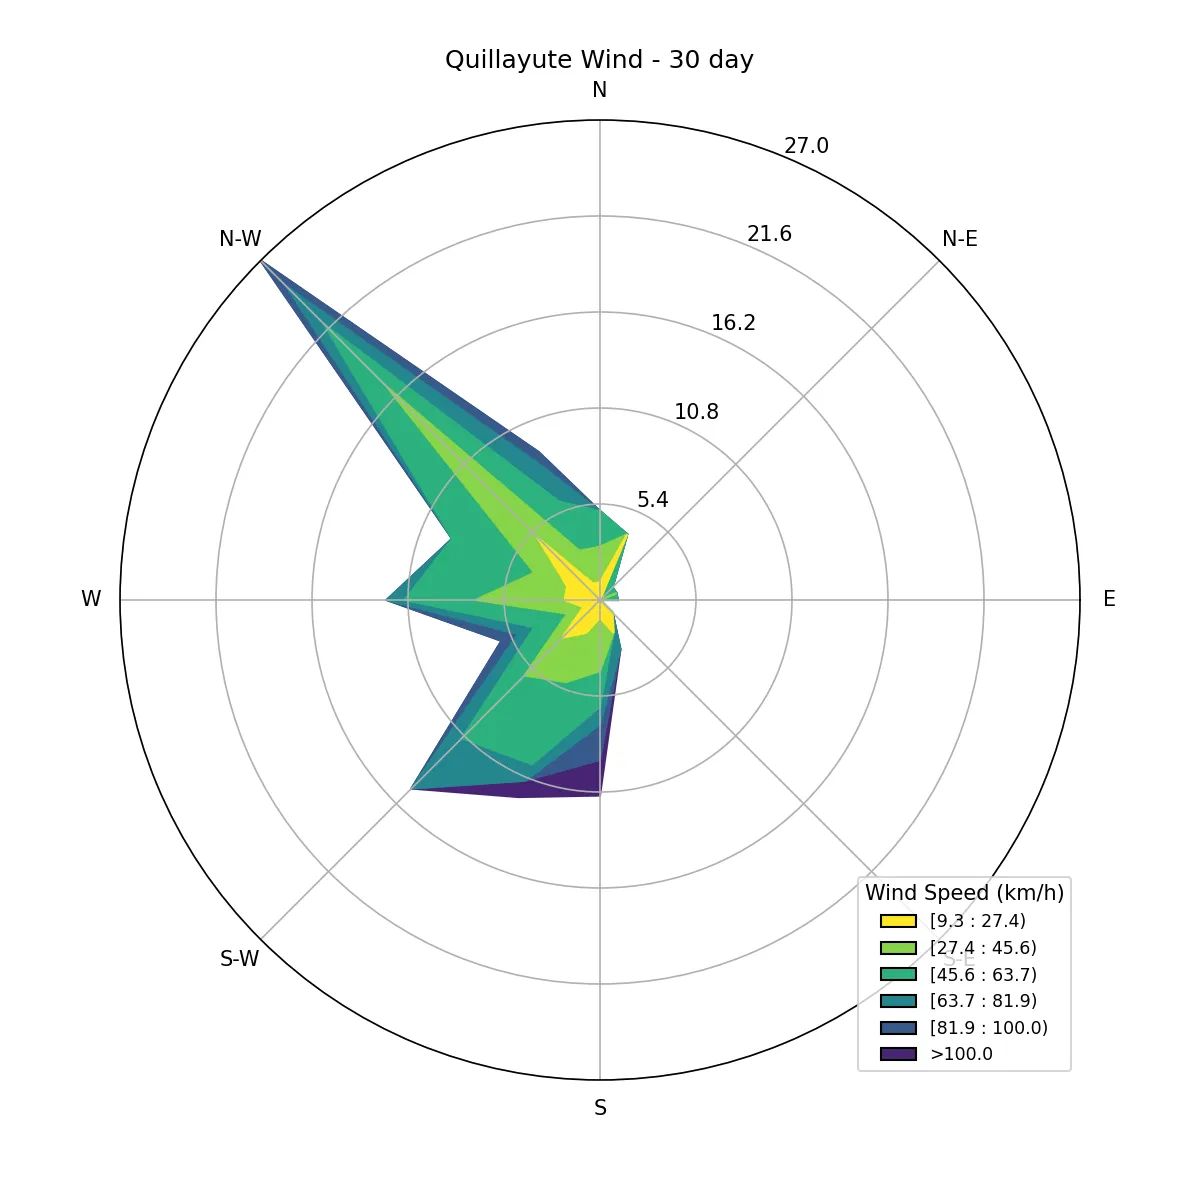 Quillayute Wind - 30 day
N
27.0
N-W
N-E
21.6
16.2
10.8
5.4
W
E
S-W
S-E
S
Wind Speed (km/h)
[9.3 : 27.4)
[27.4 : 45.6)
[45.6 : 63.7)
[63.7 : 81.9)
[81.9 : 100.0)
>100.0